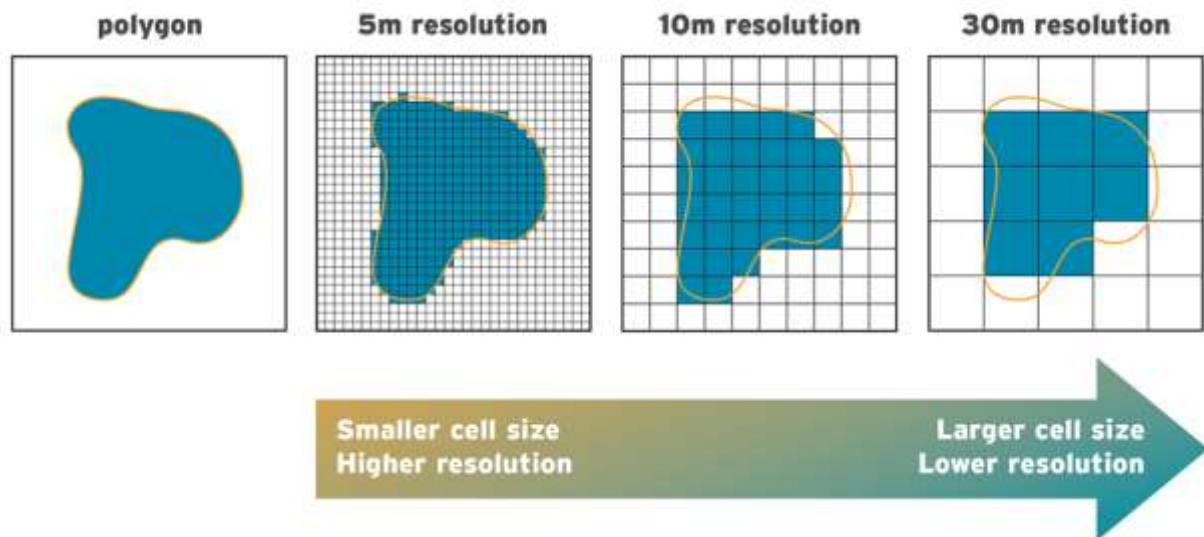 polygon
5m resolution
10m resolution
30m resolution
Smaller cell size
Higher resolution
Larger cell size
Lower resolution